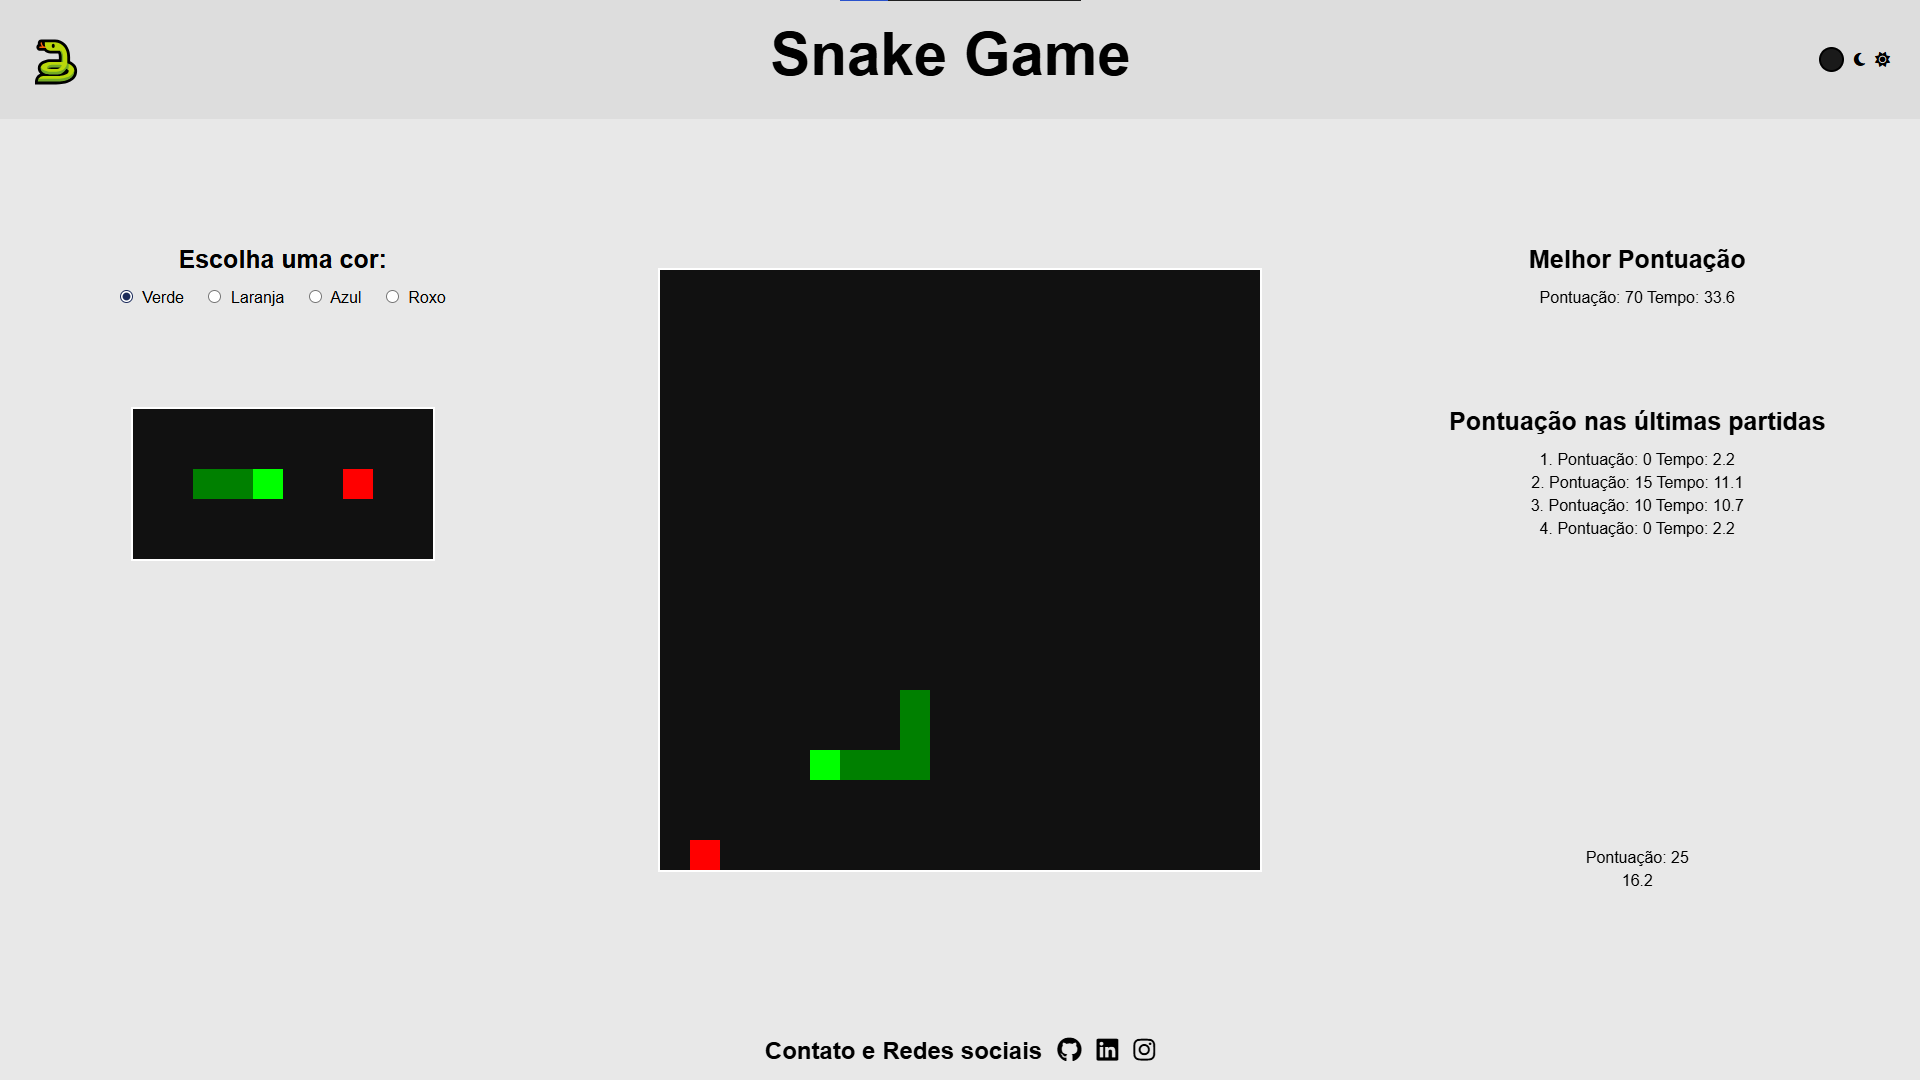 Snake Game
Escolha uma cor:
Verde Laranja Azul Roxo
Melhor Pontuação
Pontuação: 70 Tempo: 33.6
Pontuação nas últimas partidas
1. Pontuação: 0 Tempo: 2.2
2. Pontuação: 15 Tempo: 11.1
3. Pontuação: 10 Tempo: 10.7
4. Pontuação: 0 Tempo: 2.2
Pontuação: 25
16.2
Contato e Redes sociais